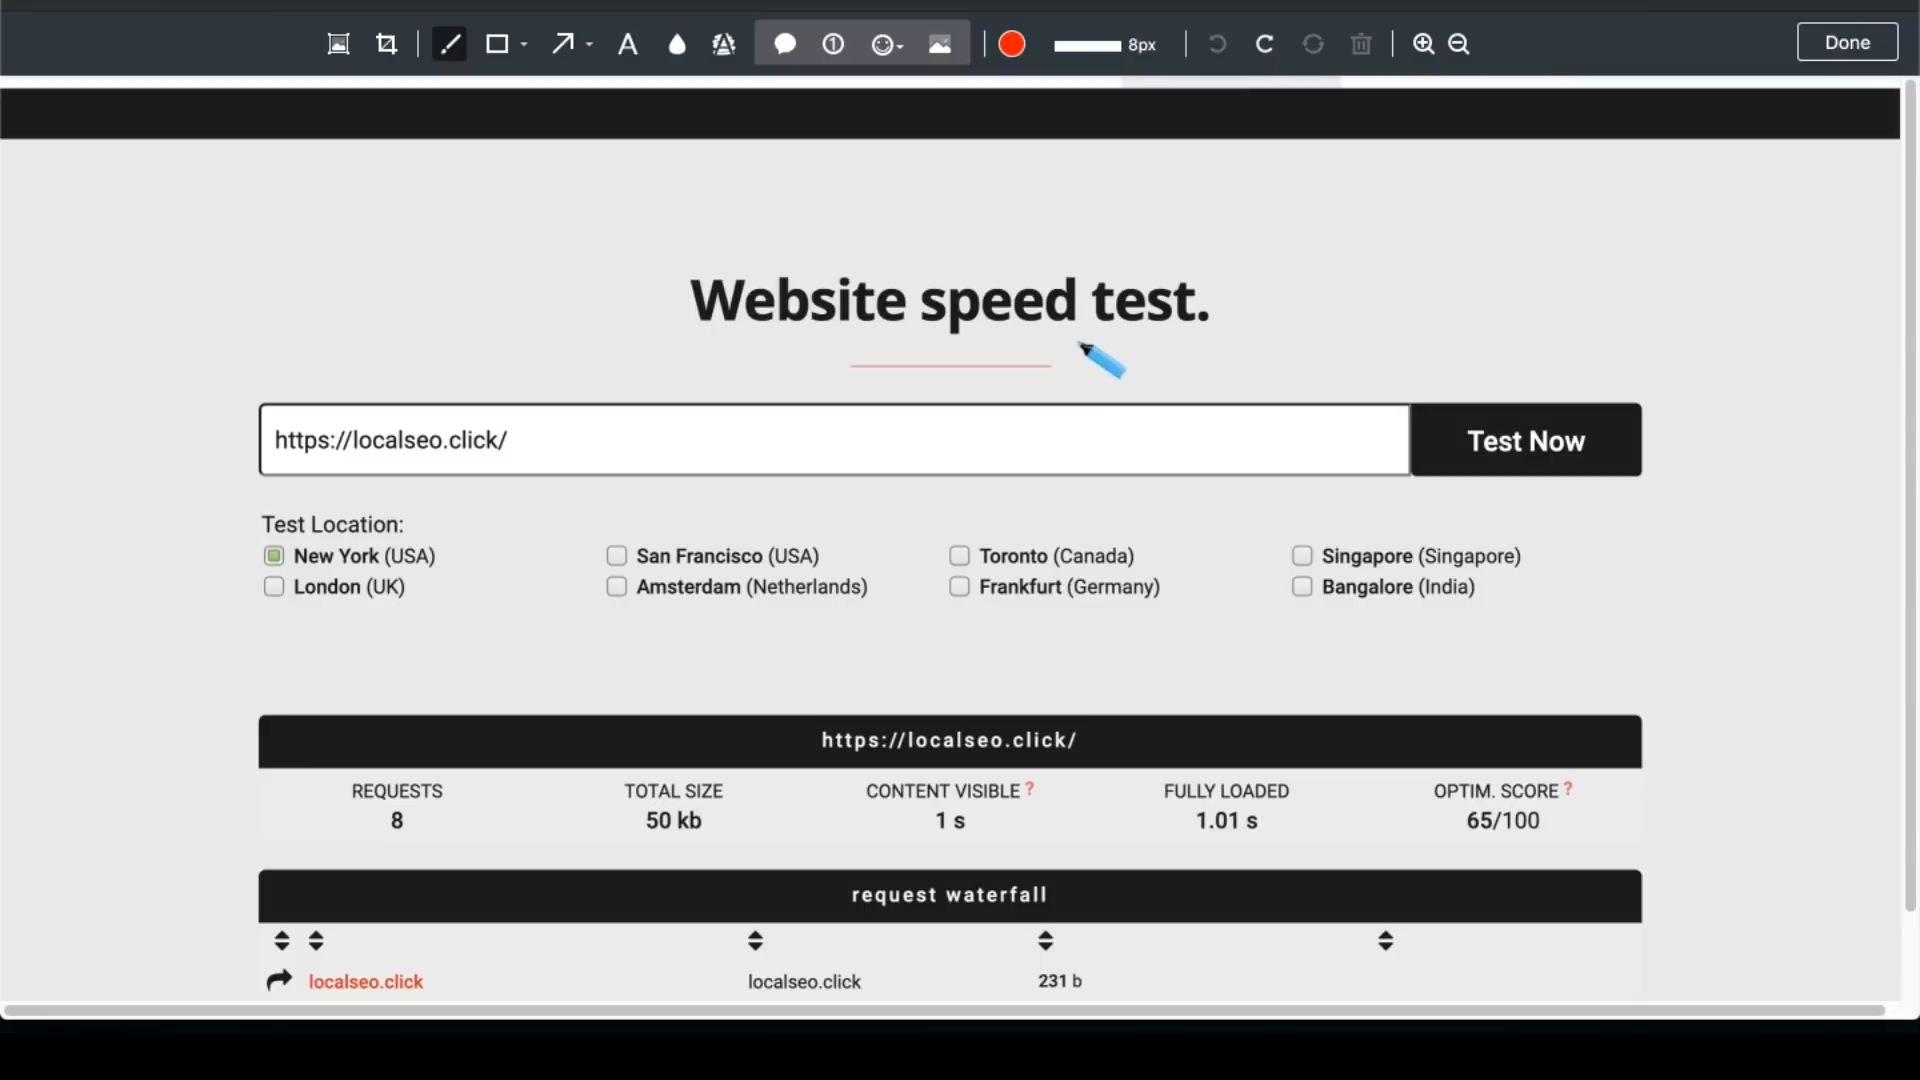 8px
Done
Website speed test.
https://localseo.click/
Test Now
Test Location:
New York (USA) San Francisco (USA) Toronto (Canada) Singapore (Singapore)
London (UK) Amsterdam (Netherlands) Frankfurt (Germany) Bangalore (India)
https://localseo.click/
REQUESTS TOTAL SIZE CONTENT VISIBLE ? FULLY LOADED OPTIM. SCORE ?
8 50 kb 1 s 1.01 s 65/100
request waterfall
localseo.click localseo.click 231 b